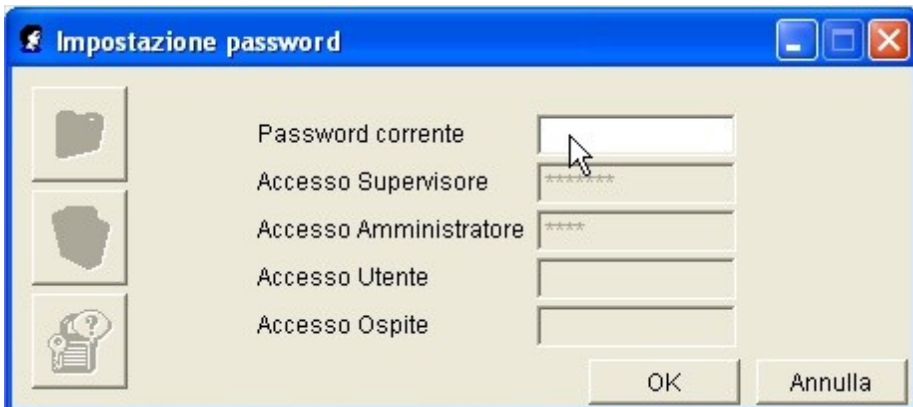 Impostazione password
Password corrente
Accesso Supervisore *******
Accesso Amministratore ****
Accesso Utente
Accesso Ospite
OK Annulla